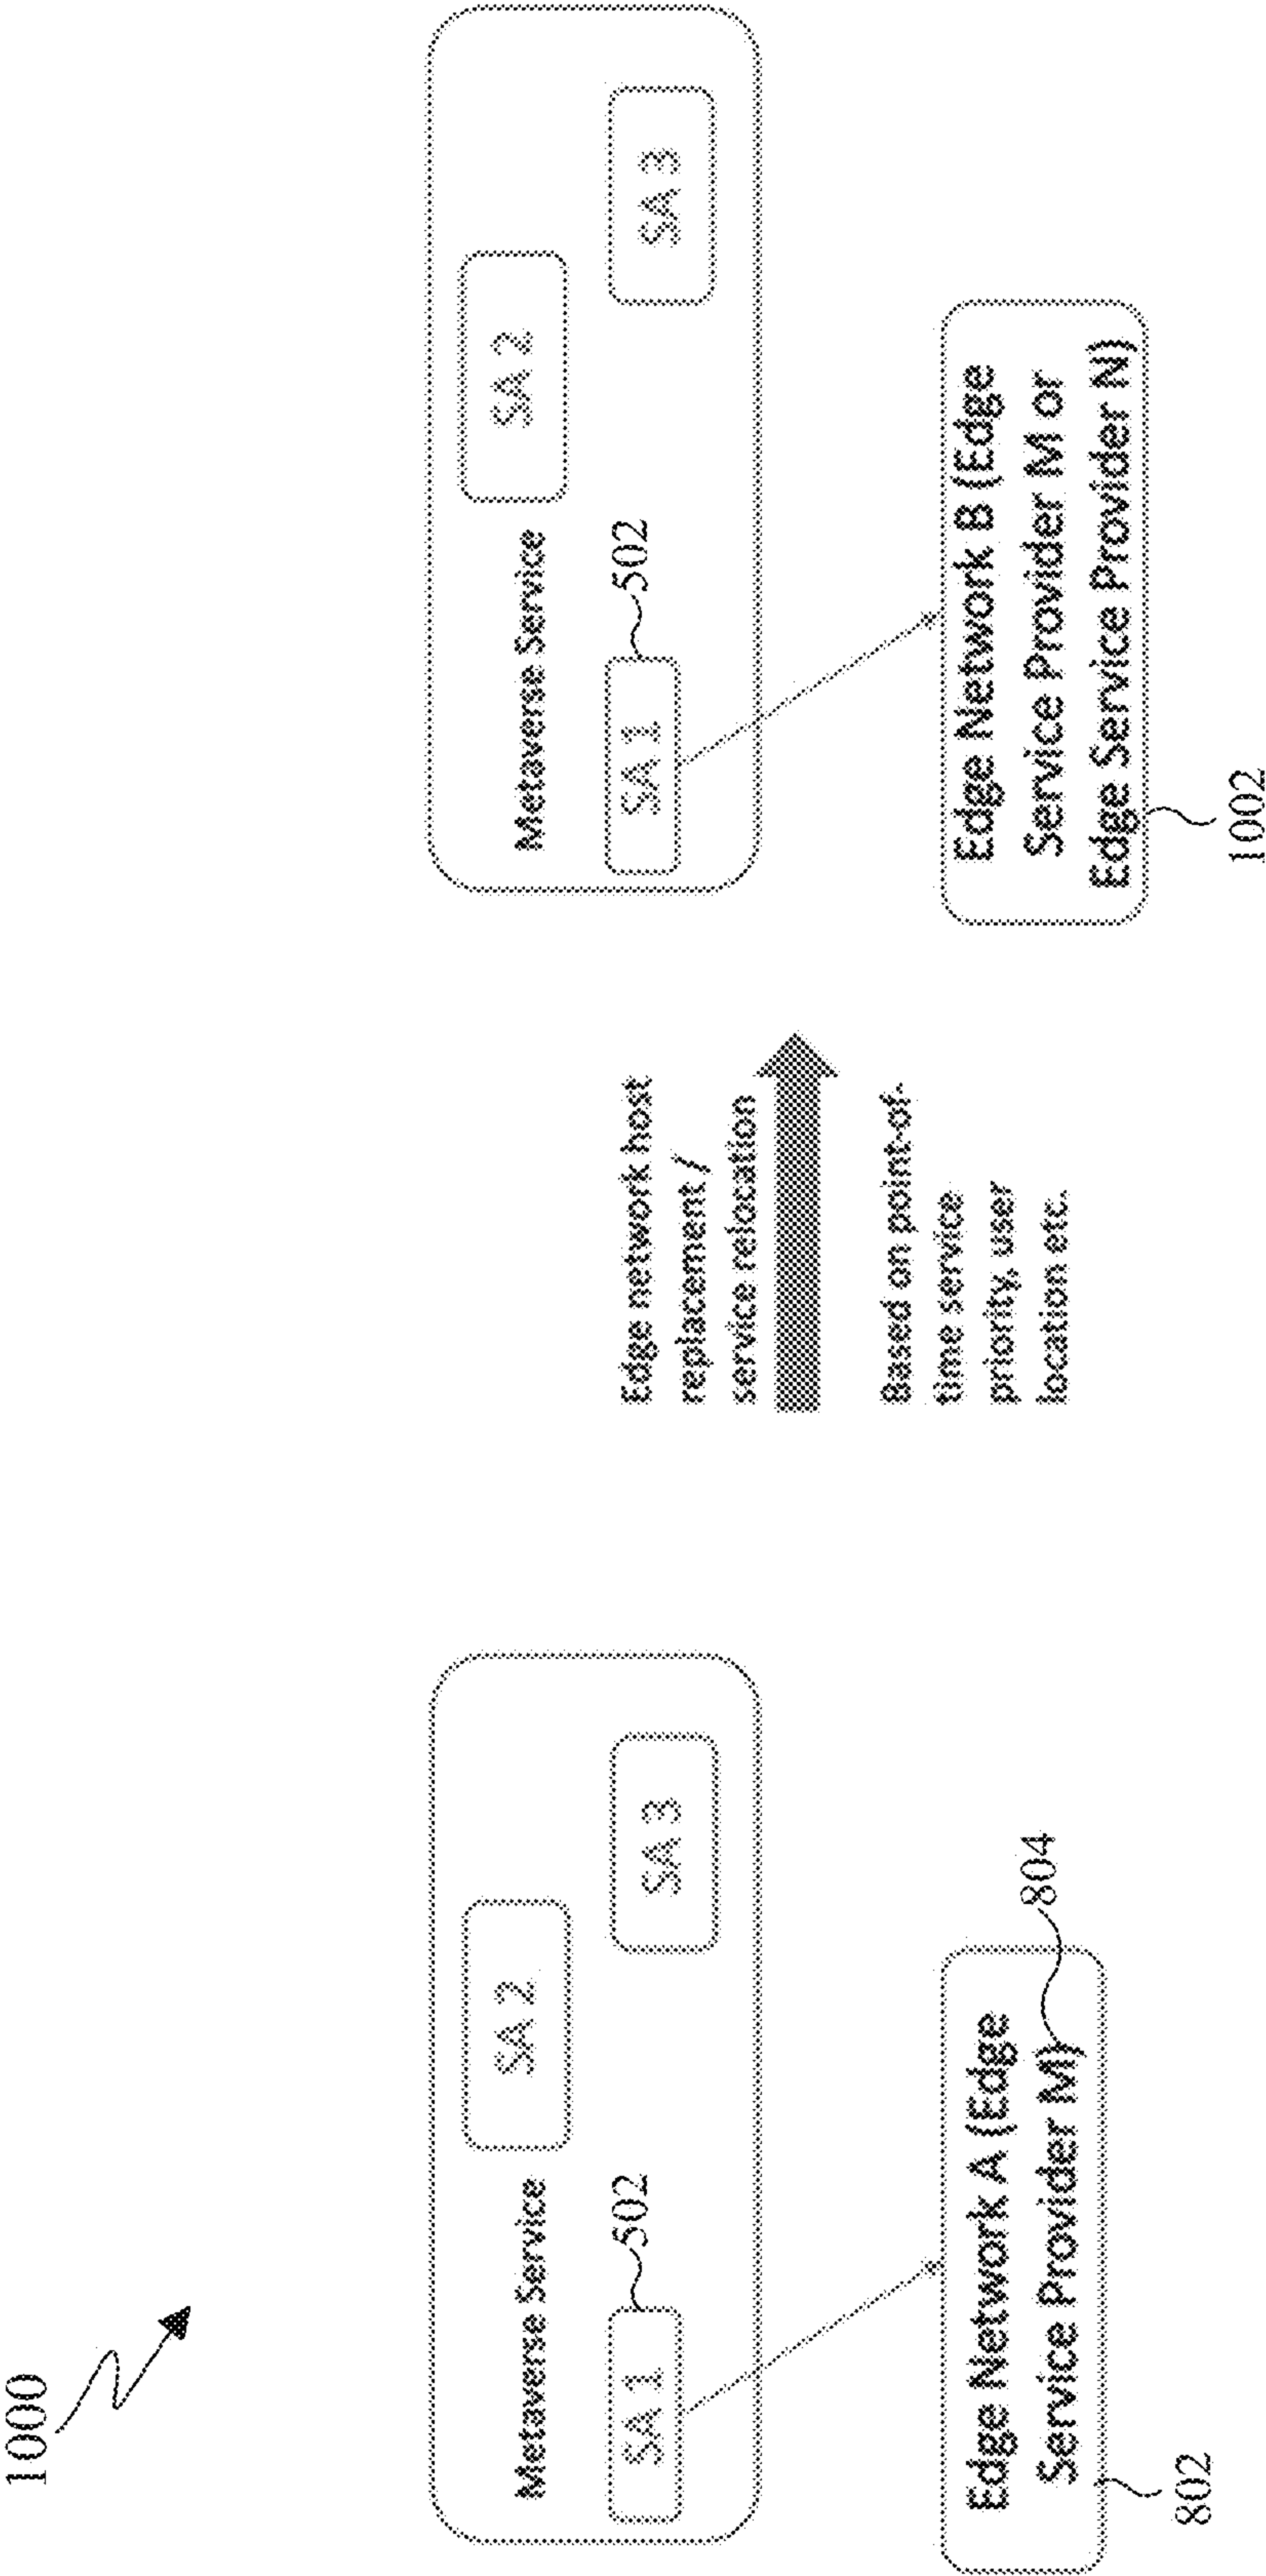 1000
Metaverse Service
SA 2
502
SA 1
SA 3
Edge Network A (Edge
Service Provider M)
804
802
Edge network host
replacement /
service relocation
Based on point-of-
time service
priority, user
location etc.
Metaverse Service
SA 2
502
SA 1
SA 3
Edge Network B (Edge
Service Provider M or
Edge Service Provider N)
1002